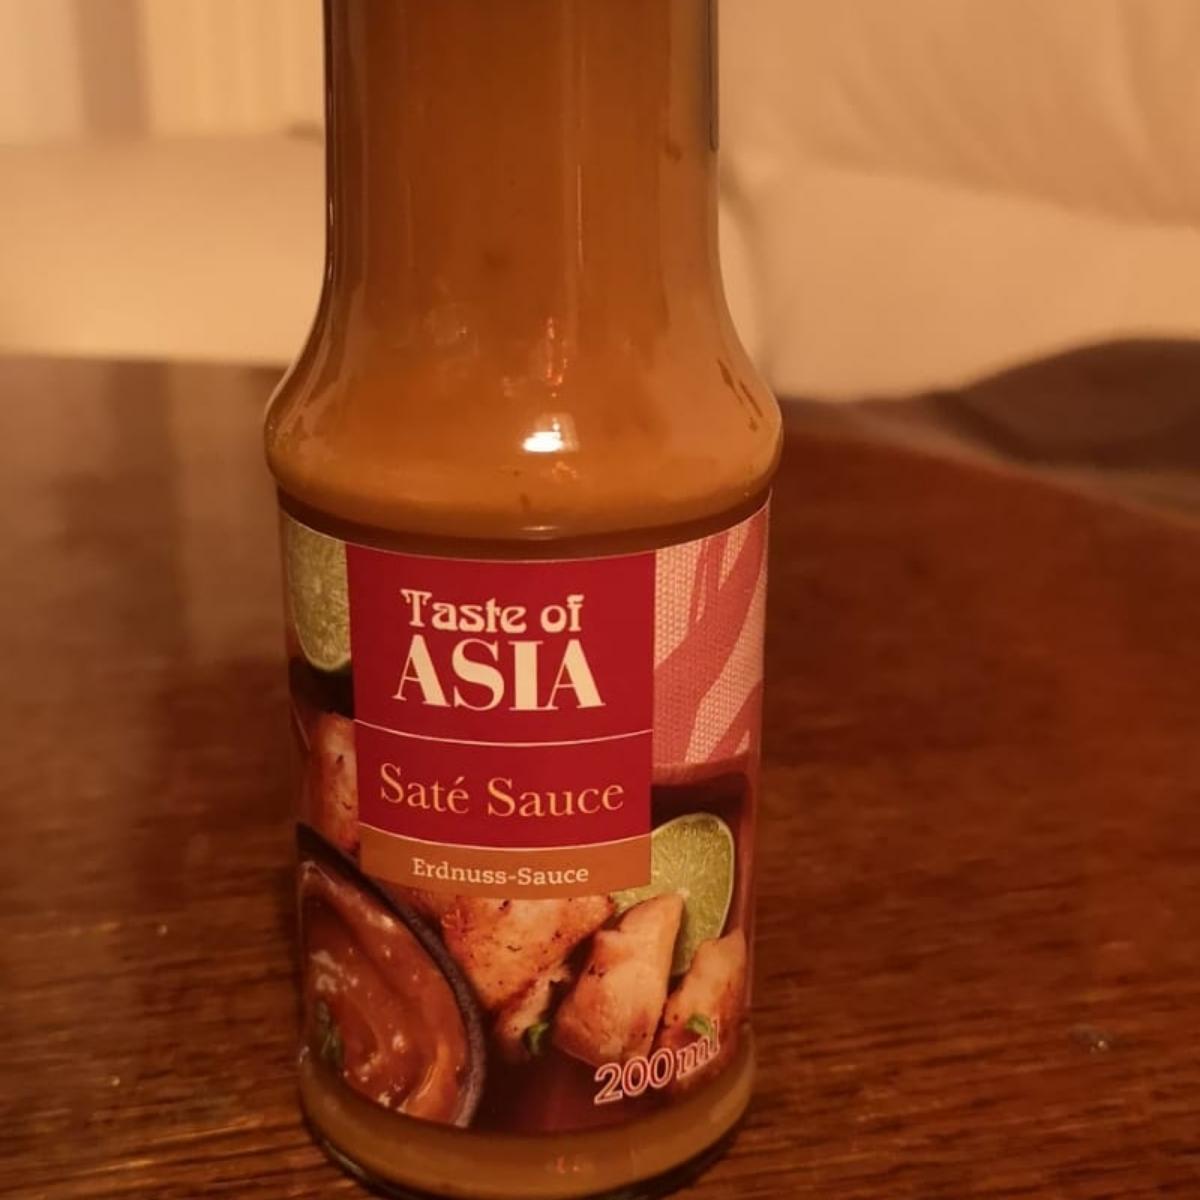 Taste of
ASIA
Saté Sauce
Erdnuss-Sauce
200ml